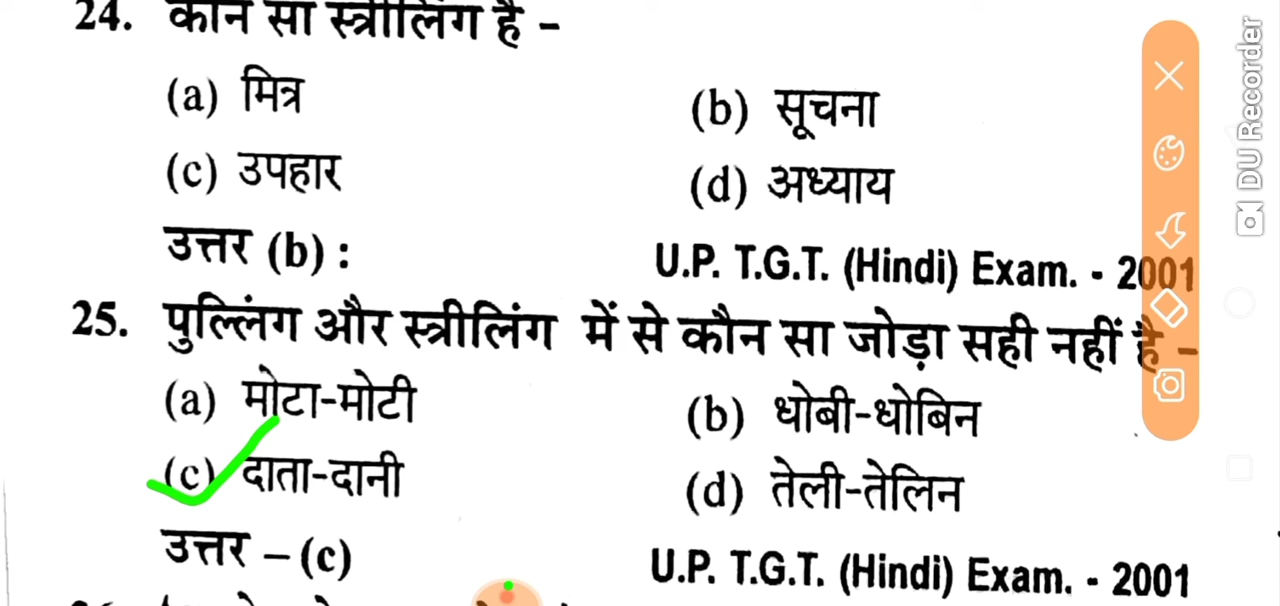 24. कौन सा स्त्रीलिंग है -
(a) मित्र
(b) सूचना
(c) उपहार
(d) अध्याय
उत्तर (b) :
U.P. T.G.T. (Hindi) Exam. - 2001
25. पुल्लिंग और स्त्रीलिंग में से कौन सा जोड़ा सही नहीं है -
(a) मोटा-मोटी
(b) धोबी-धोबिन
(c) दाता-दानी
(d) तेली-तेलिन
उत्तर – (c)
U.P. T.G.T. (Hindi) Exam. - 2001
DU Recorder